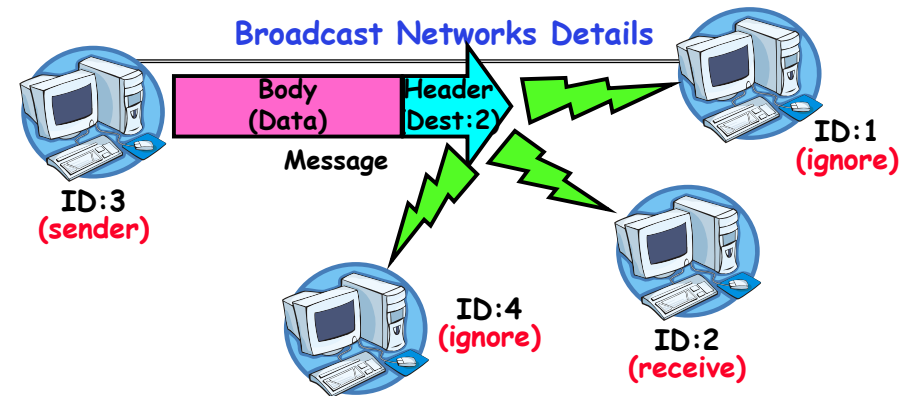 Broadcast Networks Details
Body
(Data)
Header
(Dest:2)
Message
ID:1
(ignore)
ID:3
(sender)
ID:4
(ignore)
ID:2
(receive)